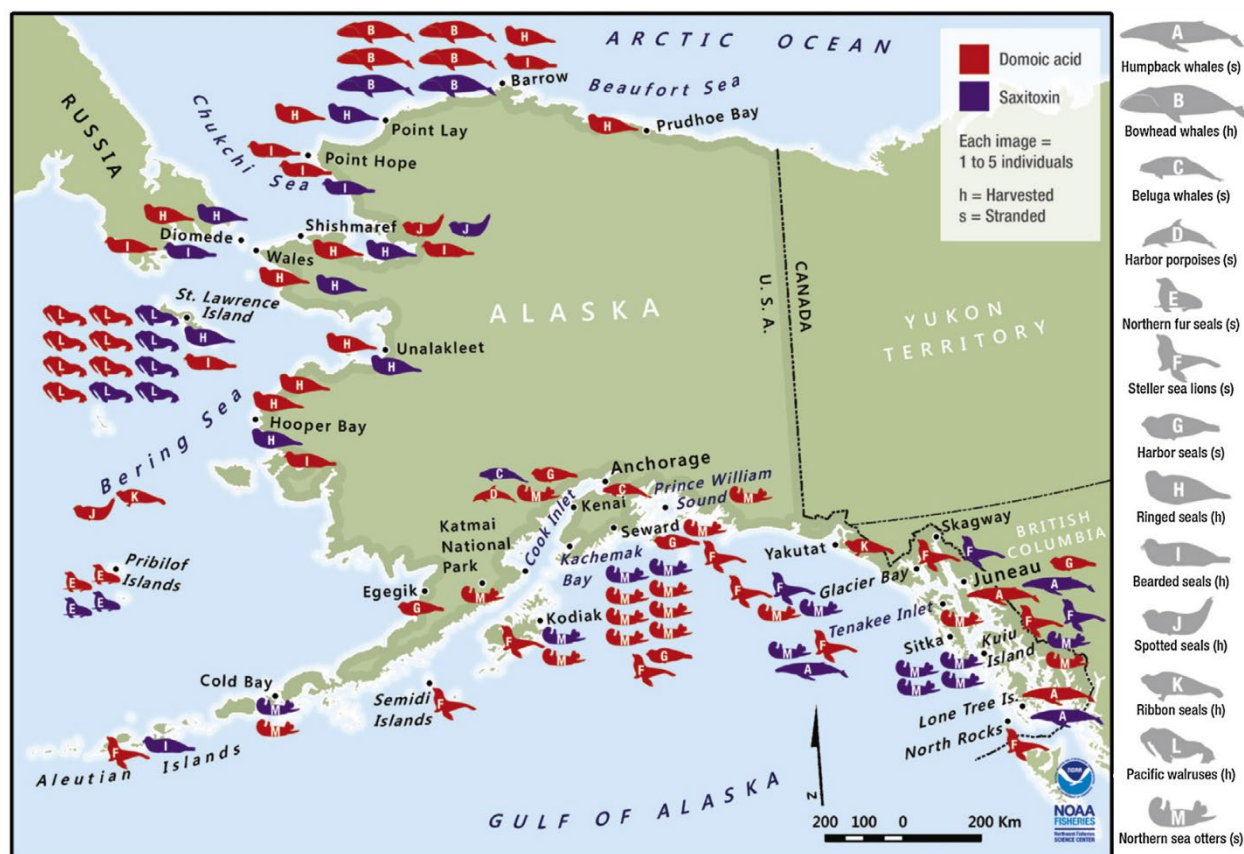 ARCTIC OCEAN
Beaufort Sea
Barrow
RUSSIA
Chukchi Sea
Point Lay
Prudhoe Bay
Point Hope
Diomede
Shishmaref
Wales
St. Lawrence
Island
ALASKA
U.S.A.
CANADA
YUKON
TERRITORY
Unalakleet
Bering Sea
Hooper Bay
Anchorage
Prince William
Sound
Kenai
Cook Inlet
Seward
Katmai
National
Park
Kachemak
Bay
Skagway
BRITISH
COLUMBIA
Yakutat
Glacier Bay
Juneau
Pribilof
Islands
Egegik
Kodiak
Tenakee Inlet
Sitka
Kuiu
Island
Cold Bay
Semidi
Islands
Lone Tree Is.
North Rocks
Aleutian Islands
GULF OF ALASKA
N
200 100 0 200 Km
NOAA
NOAA
FISHERIES
Northwest Fisheries
SCIENCE CENTER
Domoic acid
Saxitoxin
Each image =
1 to 5 individuals
h = Harvested
s = Stranded
B B H
B B I
B B
H H
H
I
I
I
H H
I I
J J
H H I
H H
L L L
L L L
L L L
L L L
H
I
H
H
H
H
H
I
K
J
E E
E E
C G
D M
C
M
M
G
F
M M
M M
M M
M M
M M
G
F
G
M
F M
M
F
M
M
F I
K
F F
G
A A
F F
M
M
M
F F
M M
M F
A
M M
M M
A
A
F
A
Humpback whales (s)
B
Bowhead whales (h)
C
Beluga whales (s)
D
Harbor porpoises (s)
E
Northern fur seals (s)
F
Steller sea lions (s)
G
Harbor seals (s)
H
Ringed seals (h)
I
Bearded seals (h)
J
Spotted seals (h)
K
Ribbon seals (h)
L
Pacific walruses (h)
M
Northern sea otters (s)